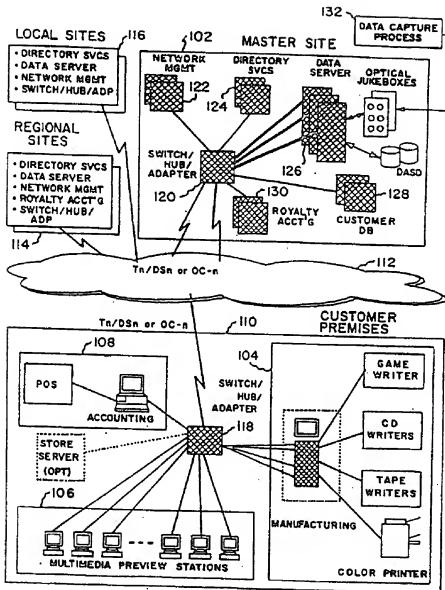 132
DATA CAPTURE
PROCESS
LOCAL SITES
116
• DIRECTORY SVCS
• DATA SERVER
• NETWORK MGMT
• SWITCH/HUB/ADP
REGIONAL
SITES
• DIRECTORY SVCS
• DATA SERVER
• NETWORK MGMT
• ROYALTY ACCT'G
• SWITCH/HUB/
ADP
114
102
MASTER SITE
NETWORK
MGMT
122
DIRECTORY
SVCS
124
DATA
SERVER
OPTICAL
JUKEBOXES
SWITCH/
HUB/
ADAPTER
120
126
DASD
130
ROYALTY
ACCT'G
128
CUSTOMER
DB
112
Tn/DSn or OC-n
Tn/DSn or OC-n
110
CUSTOMER
PREMISES
108
POS
ACCOUNTING
104
SWITCH/
HUB/
ADAPTER
118
STORE
SERVER
(OPT)
GAME
WRITER
CD
WRITERS
TAPE
WRITERS
MANUFACTURING
COLOR PRINTER
106
MULTIMEDIA PREVIEW STATIONS